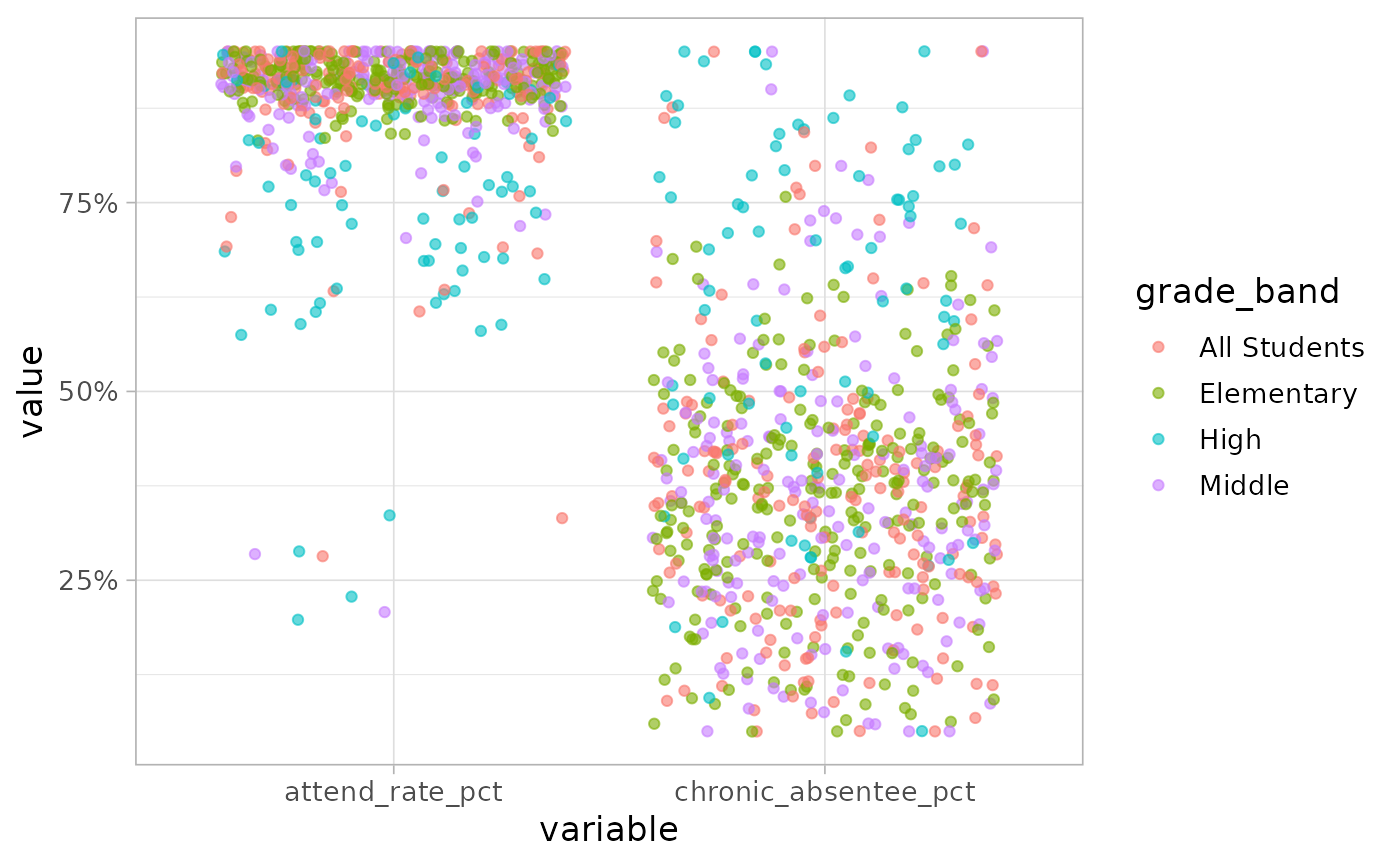 75%
50%
25%
value
attend_rate_pct
chronic_absentee_pct
variable
grade_band
All Students
Elementary
High
Middle